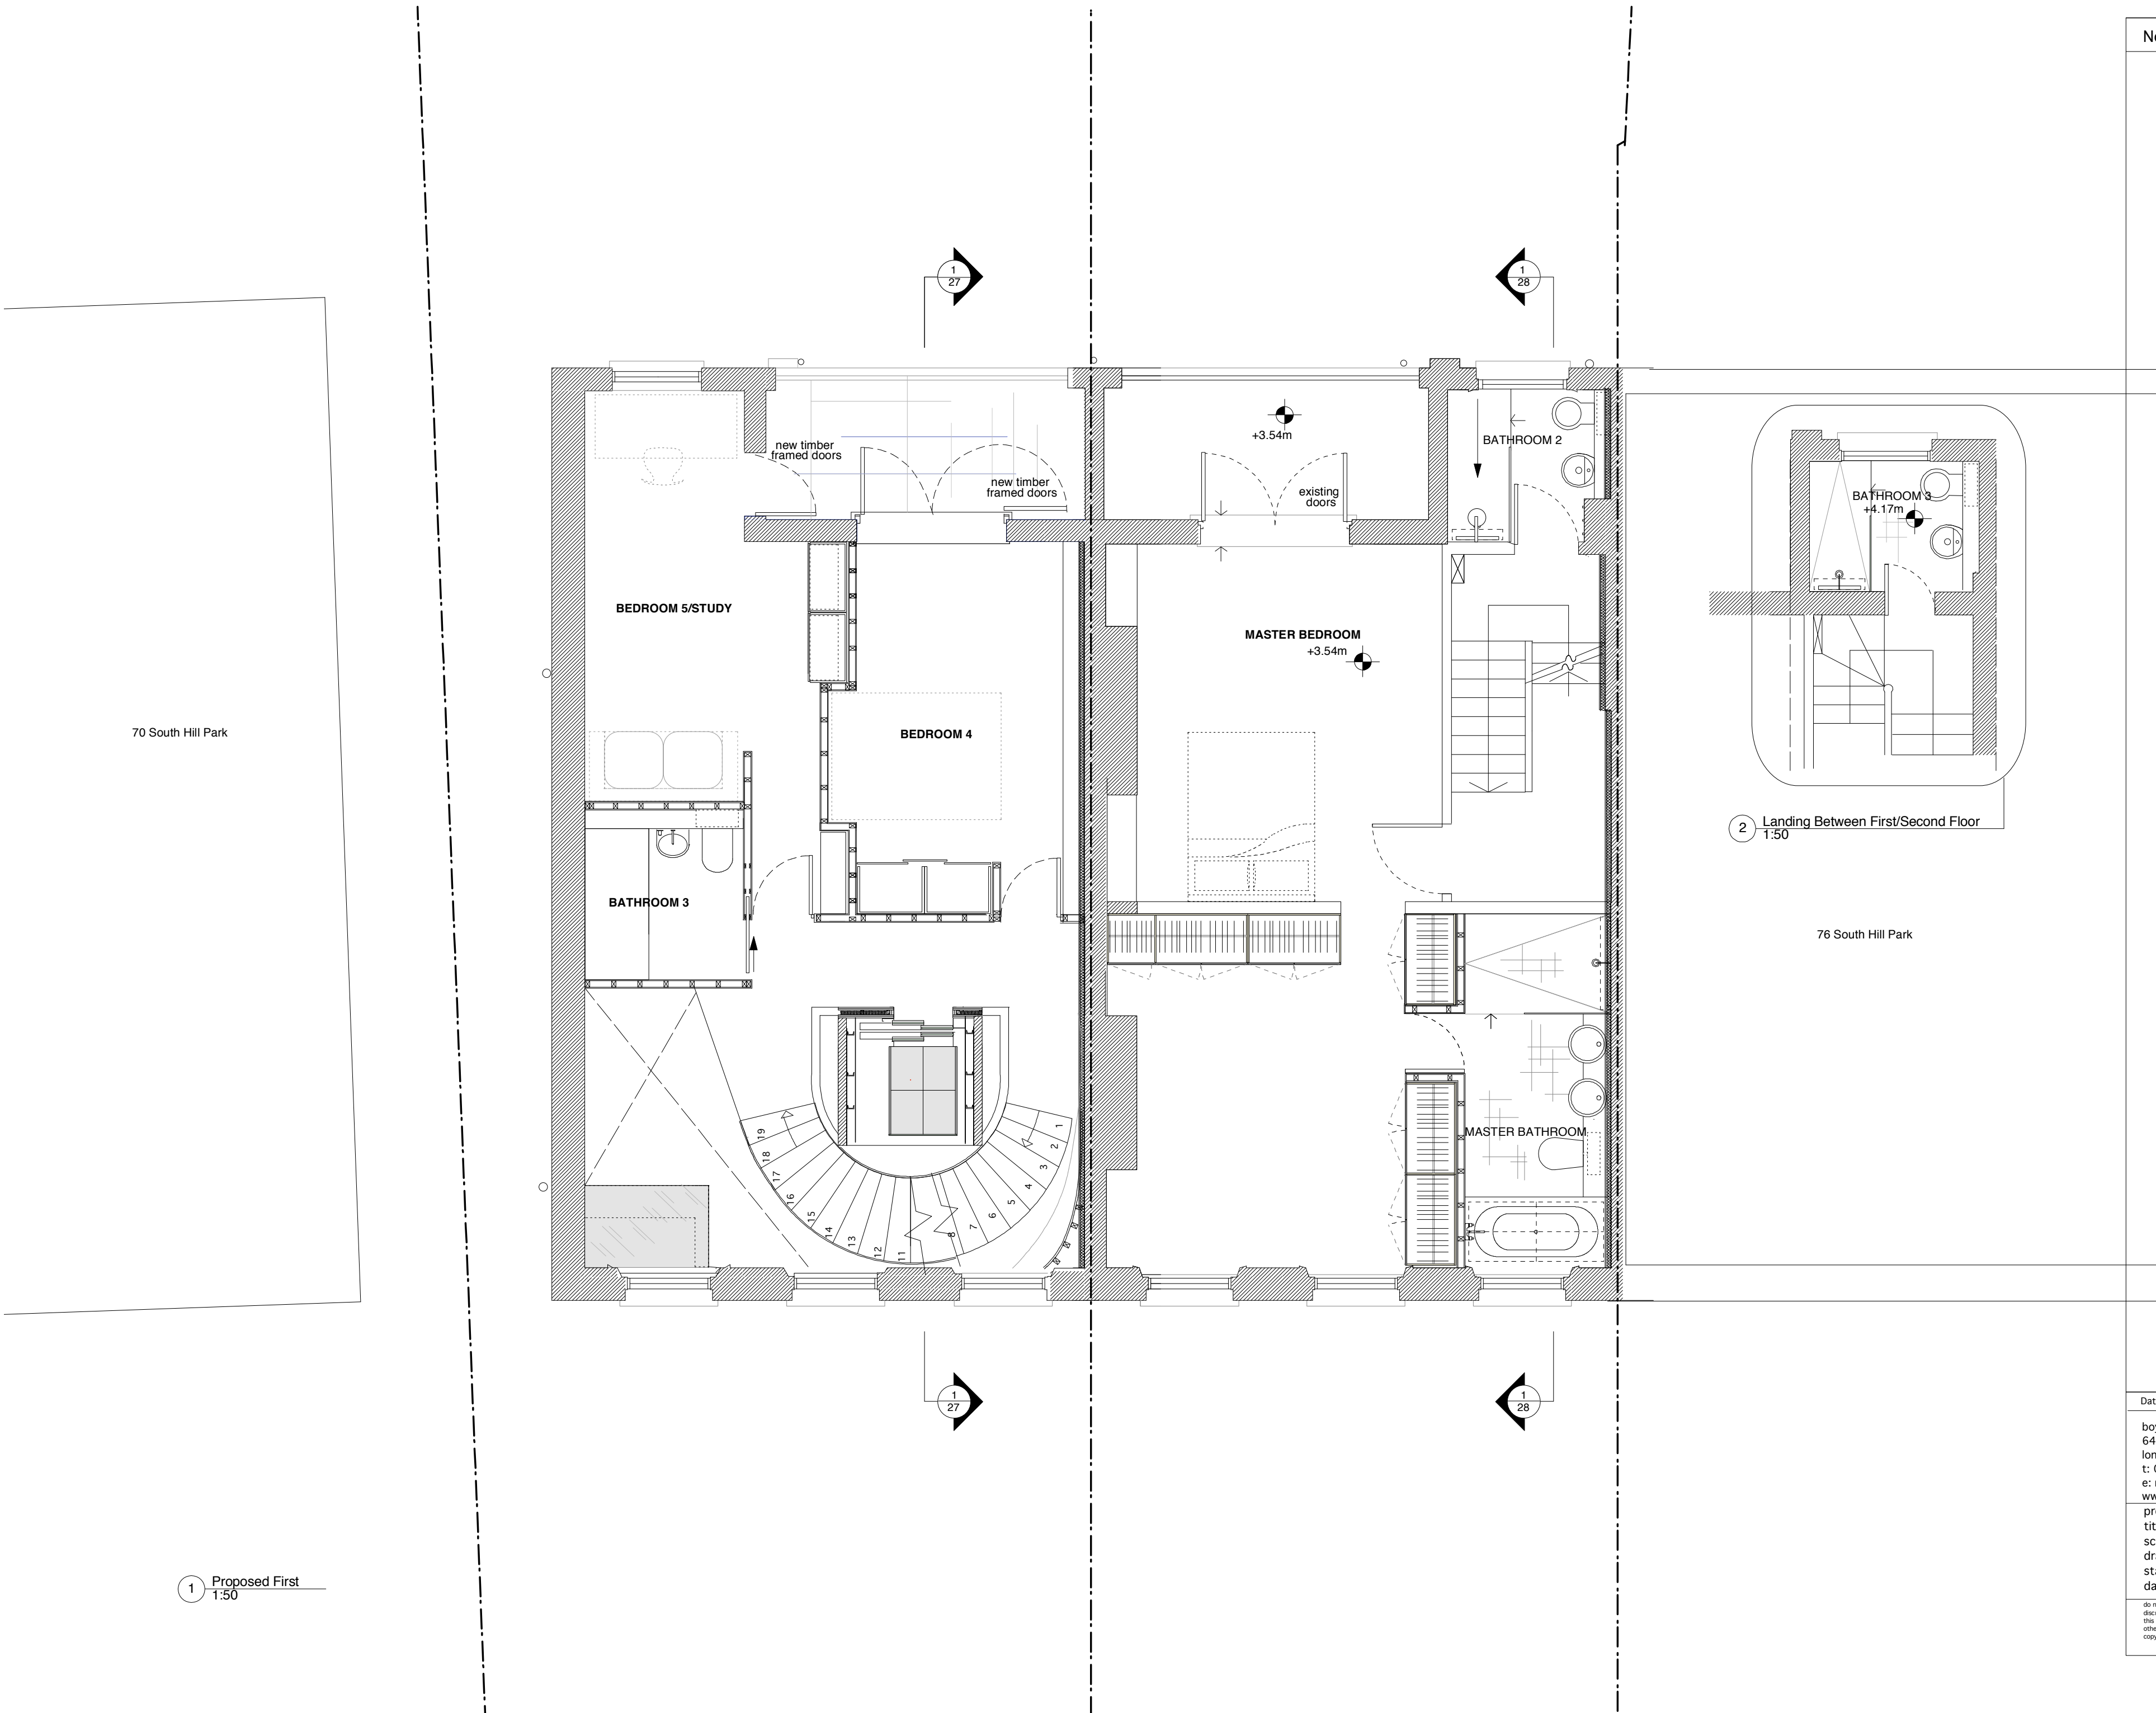 1
27
1
28
new timber
framed doors
new timber
framed doors
+3.54m
existing
doors
BATHROOM 2
BATHROOM 3
+4.17m
BEDROOM 5/STUDY
MASTER BEDROOM
+3.54m
70 South Hill Park
BEDROOM 4
2
Landing Between First/Second Floor
1:50
BATHROOM 3
76 South Hill Park
MASTER BATHROOM
19
18
17
16
15
14
13
12
11
8
7
6
5
4
3
2
1
1
27
1
28
1
Proposed First
1:50
64
t:
e: